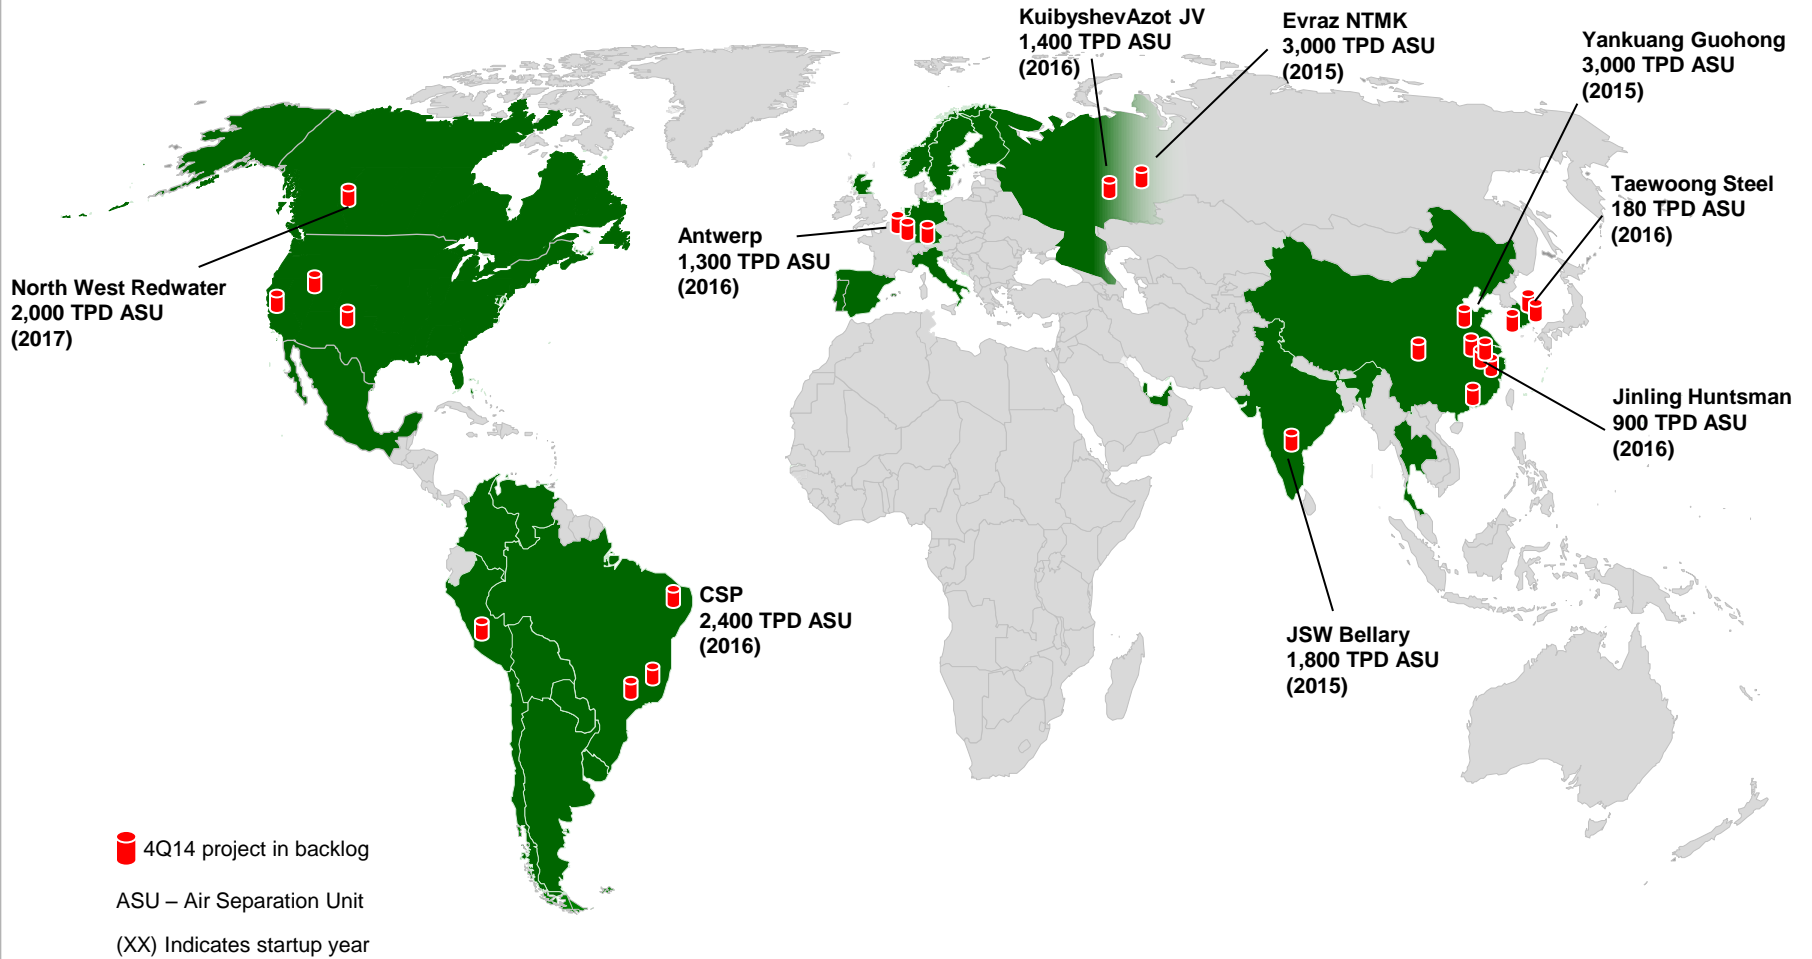 KuibyshevAzot JV
1,400 TPD ASU
(2016)
Evraz NTMK
3,000 TPD ASU
(2015)
Yankuang Guohong
3,000 TPD ASU
(2015)
Taewoong Steel
180 TPD ASU
(2016)
Antwerp
1,300 TPD ASU
(2016)
North West Redwater
2,000 TPD ASU
(2017)
Jinling Huntsman
900 TPD ASU
(2016)
CSP
2,400 TPD ASU
(2016)
JSW Bellary
1,800 TPD ASU
(2015)
4Q14 project in backlog
ASU – Air Separation Unit
(XX) Indicates startup year